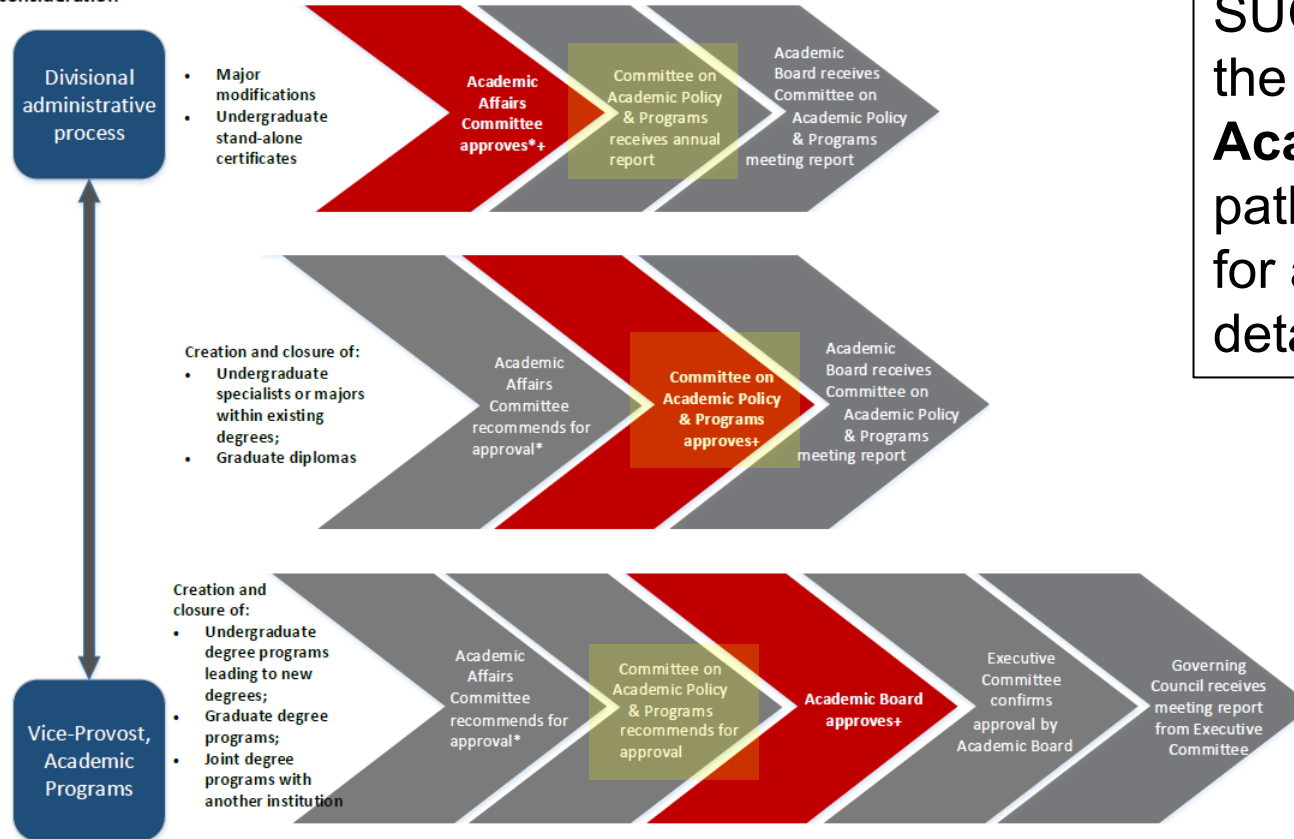 Divisional
administrative
process
• Major
modifications
• Undergraduate
stand-alone
certificates
Academic
Affairs
Committee
approves*+
Committee on
Academic Policy
& Programs
receives annual
report
Academic
Board receives
Committee on
Academic Policy
& Programs
meeting report
the
for
Creation and closure of:
• Undergraduate
specialists or majors
within existing
degrees;
• Graduate diplomas
Academic
Affairs
Committee
recommends for
approval*
Committee on
Academic Policy
& Programs
approves+
Academic
Board receives
Committee on
Academic Policy
& Programs
meeting report
Vice-Provost,
Academic
Programs
Creation and
closure of:
• Undergraduate
degree programs
leading to new
degrees;
• Graduate degree
programs;
• Joint degree
programs with
another institution
Academic
Affairs
Committee
recommends for
approval*
Committee on
Academic Policy
& Programs
recommends for
approval
Academic Board
approves+
Executive
Committee
confirms
approval by
Academic Board
Governing
Council receives
meeting report
from Executive
Committee